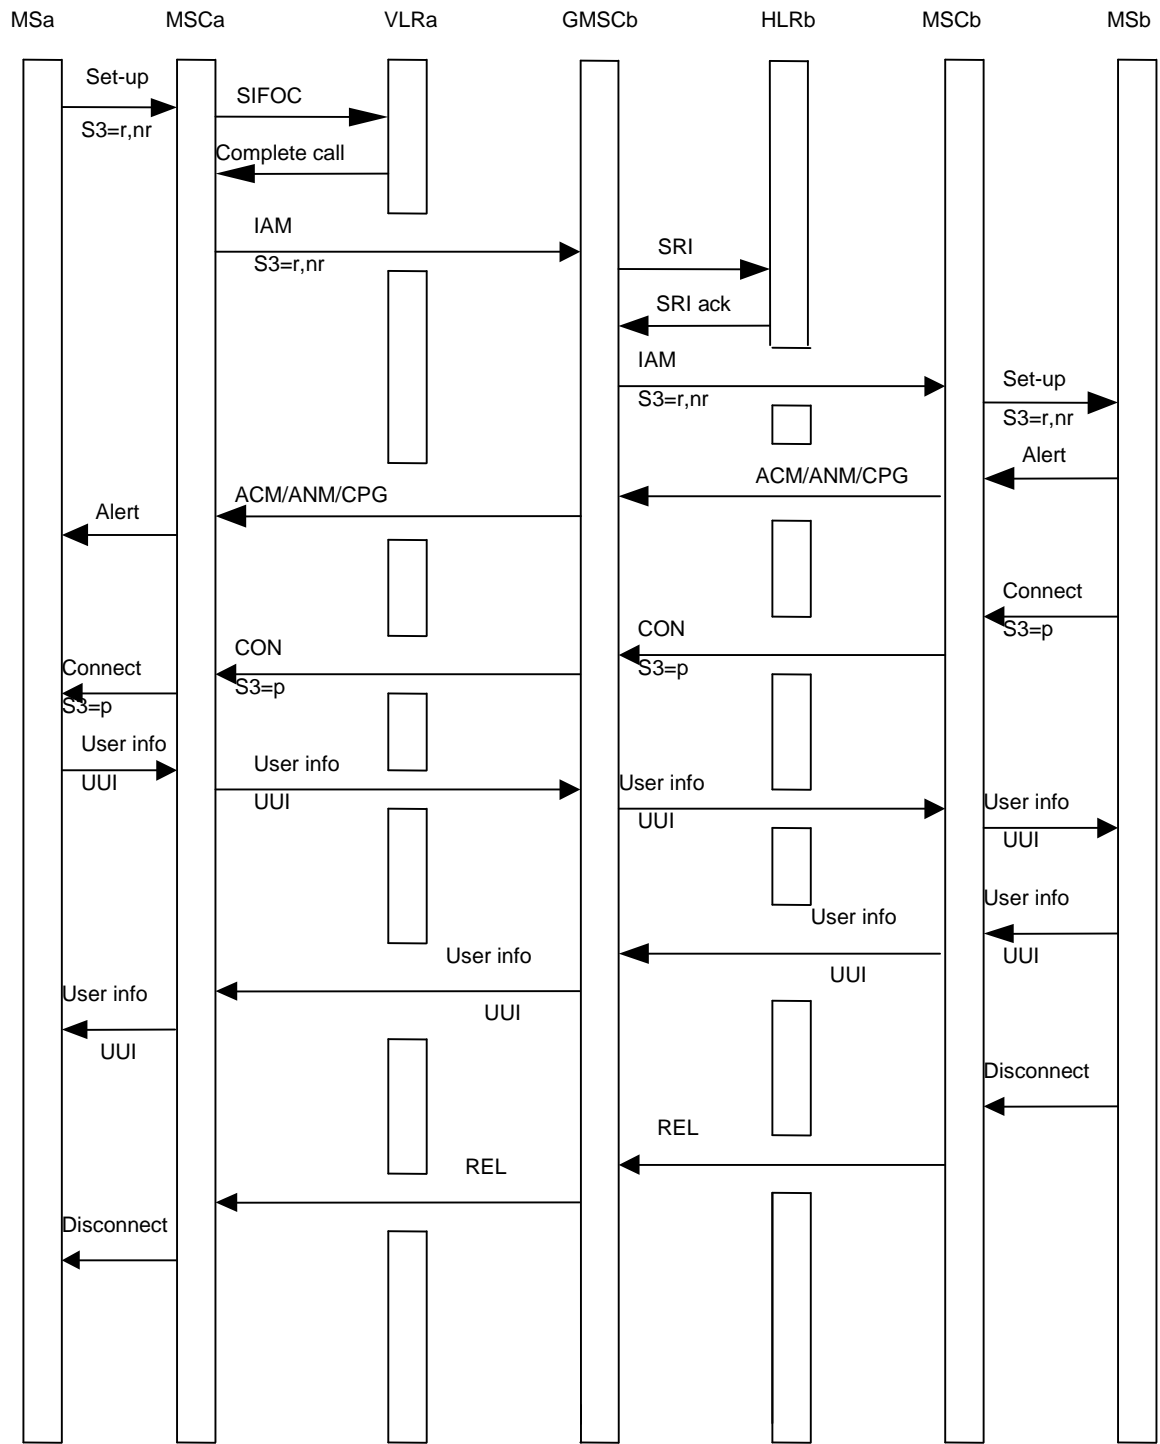 MSa MSCa VLRa GMSCb HLRb MSCb MSb
Set-up
S3=r,nr
SIFOC
Complete call
IAM
S3=r,nr
SRI
SRI ack
IAM
S3=r,nr
Set-up
S3=r,nr
Alert
ACM/ANM/CPG
ACM/ANM/CPG
Alert
Connect
S3=p
CON
S3=p
CON
S3=p
Connect
S3=p
User info
UUI
User info
UUI
User info
UUI
User info
UUI
User info
UUI
User info
UUI
User info
UUI
User info
UUI
Disconnect
REL
REL
Disconnect